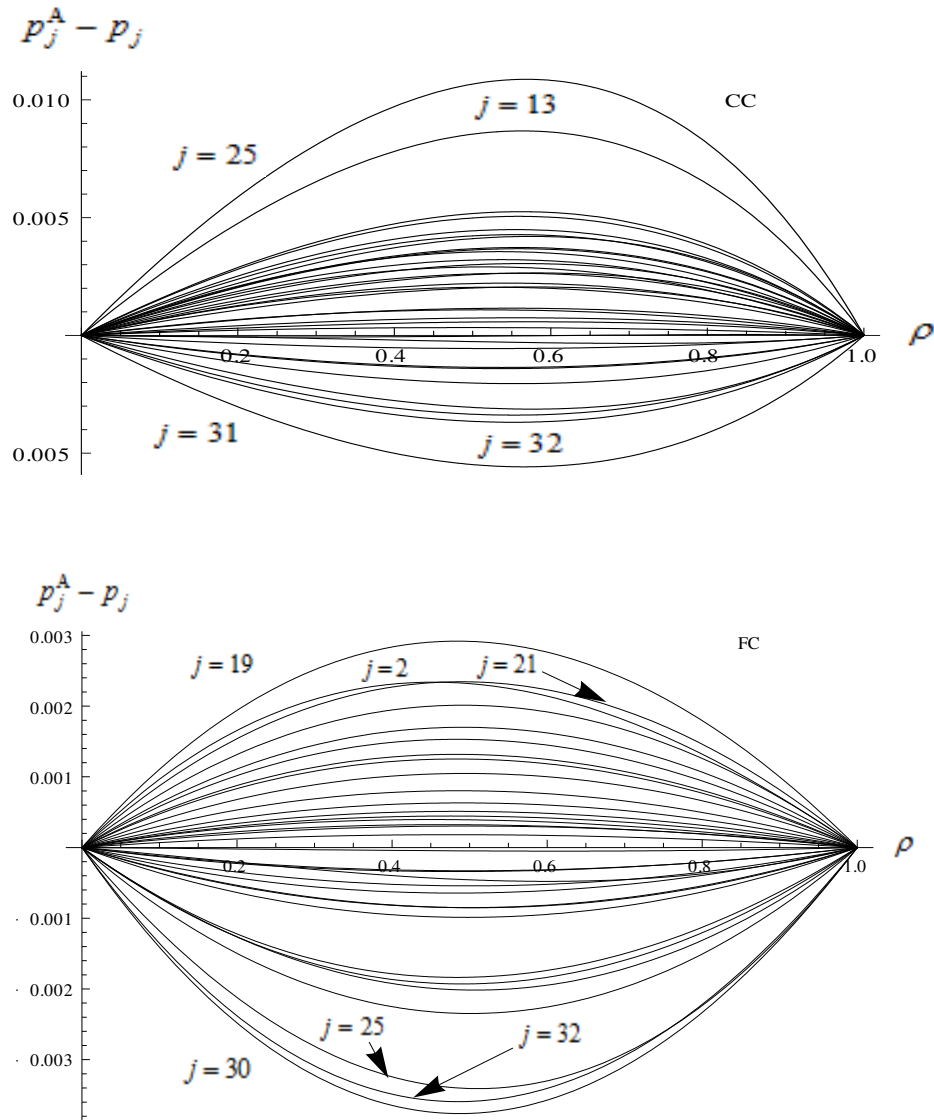 p_j^A − p_j
0.010
j = 13
CC
j = 25
0.005
0.2
0.4
0.6
0.8
1.0
ρ
j = 31
j = 32
0.005
p_j^A − p_j
0.003
FC
j = 19
j = 2
j = 21
0.002
0.001
0.2
0.4
0.6
0.8
1.0
ρ
· 0.001
· 0.002
j = 25
j = 32
· 0.003
j = 30